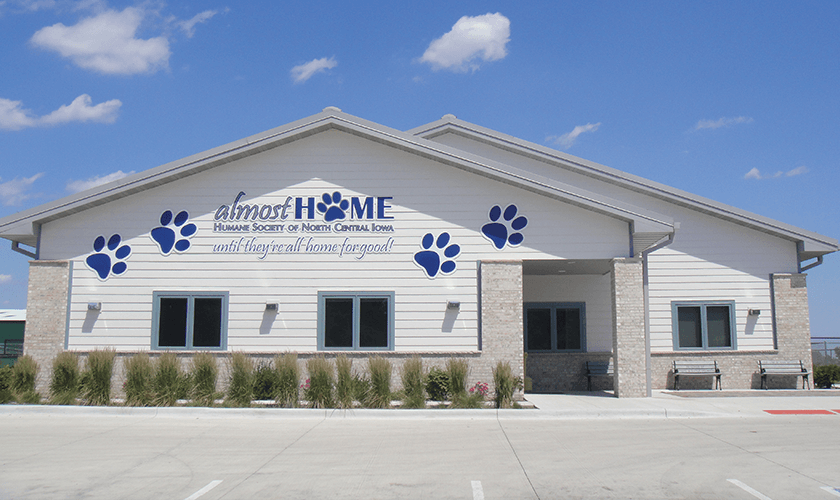 almost HOME
Humane Society of North Central Iowa
until they're all home for good!